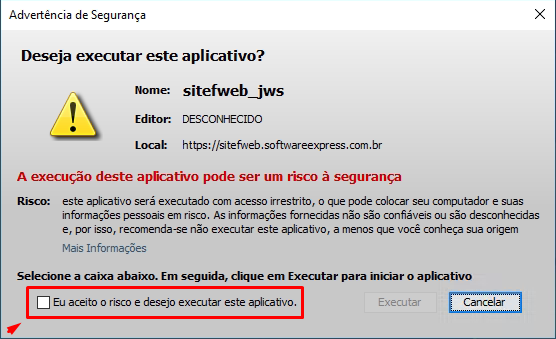 Advertência de Segurança
Deseja executar este aplicativo?
Nome: sitefweb_jws
Editor: DESCONHECIDO
Local: https://sitefweb.softwareexpress.com.br
A execução deste aplicativo pode ser um risco à segurança
Risco: este aplicativo será executado com acesso irrestrito, o que pode colocar seu computador e suas
informações pessoais em risco. As informações fornecidas não são confiáveis ou são desconhecidas
e, por isso, recomenda-se não executar este aplicativo, a menos que você conheça sua origem
Mais Informações
Selecione a caixa abaixo. Em seguida, clique em Executar para iniciar o aplicativo
Eu aceito o risco e desejo executar este aplicativo.
Executar
Cancelar